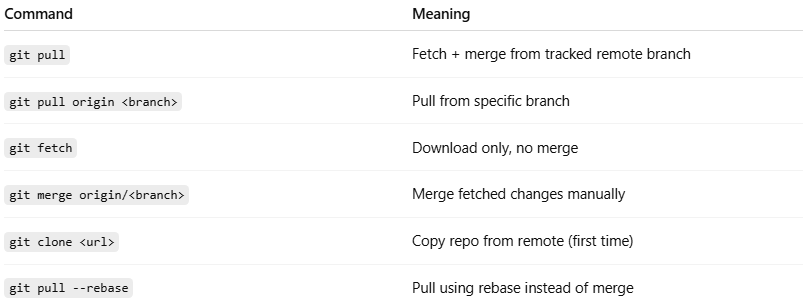 Command Meaning
git pull Fetch + merge from tracked remote branch
git pull origin <branch> Pull from specific branch
git fetch Download only, no merge
git merge origin/<branch> Merge fetched changes manually
git clone <url> Copy repo from remote (first time)
git pull --rebase Pull using rebase instead of merge